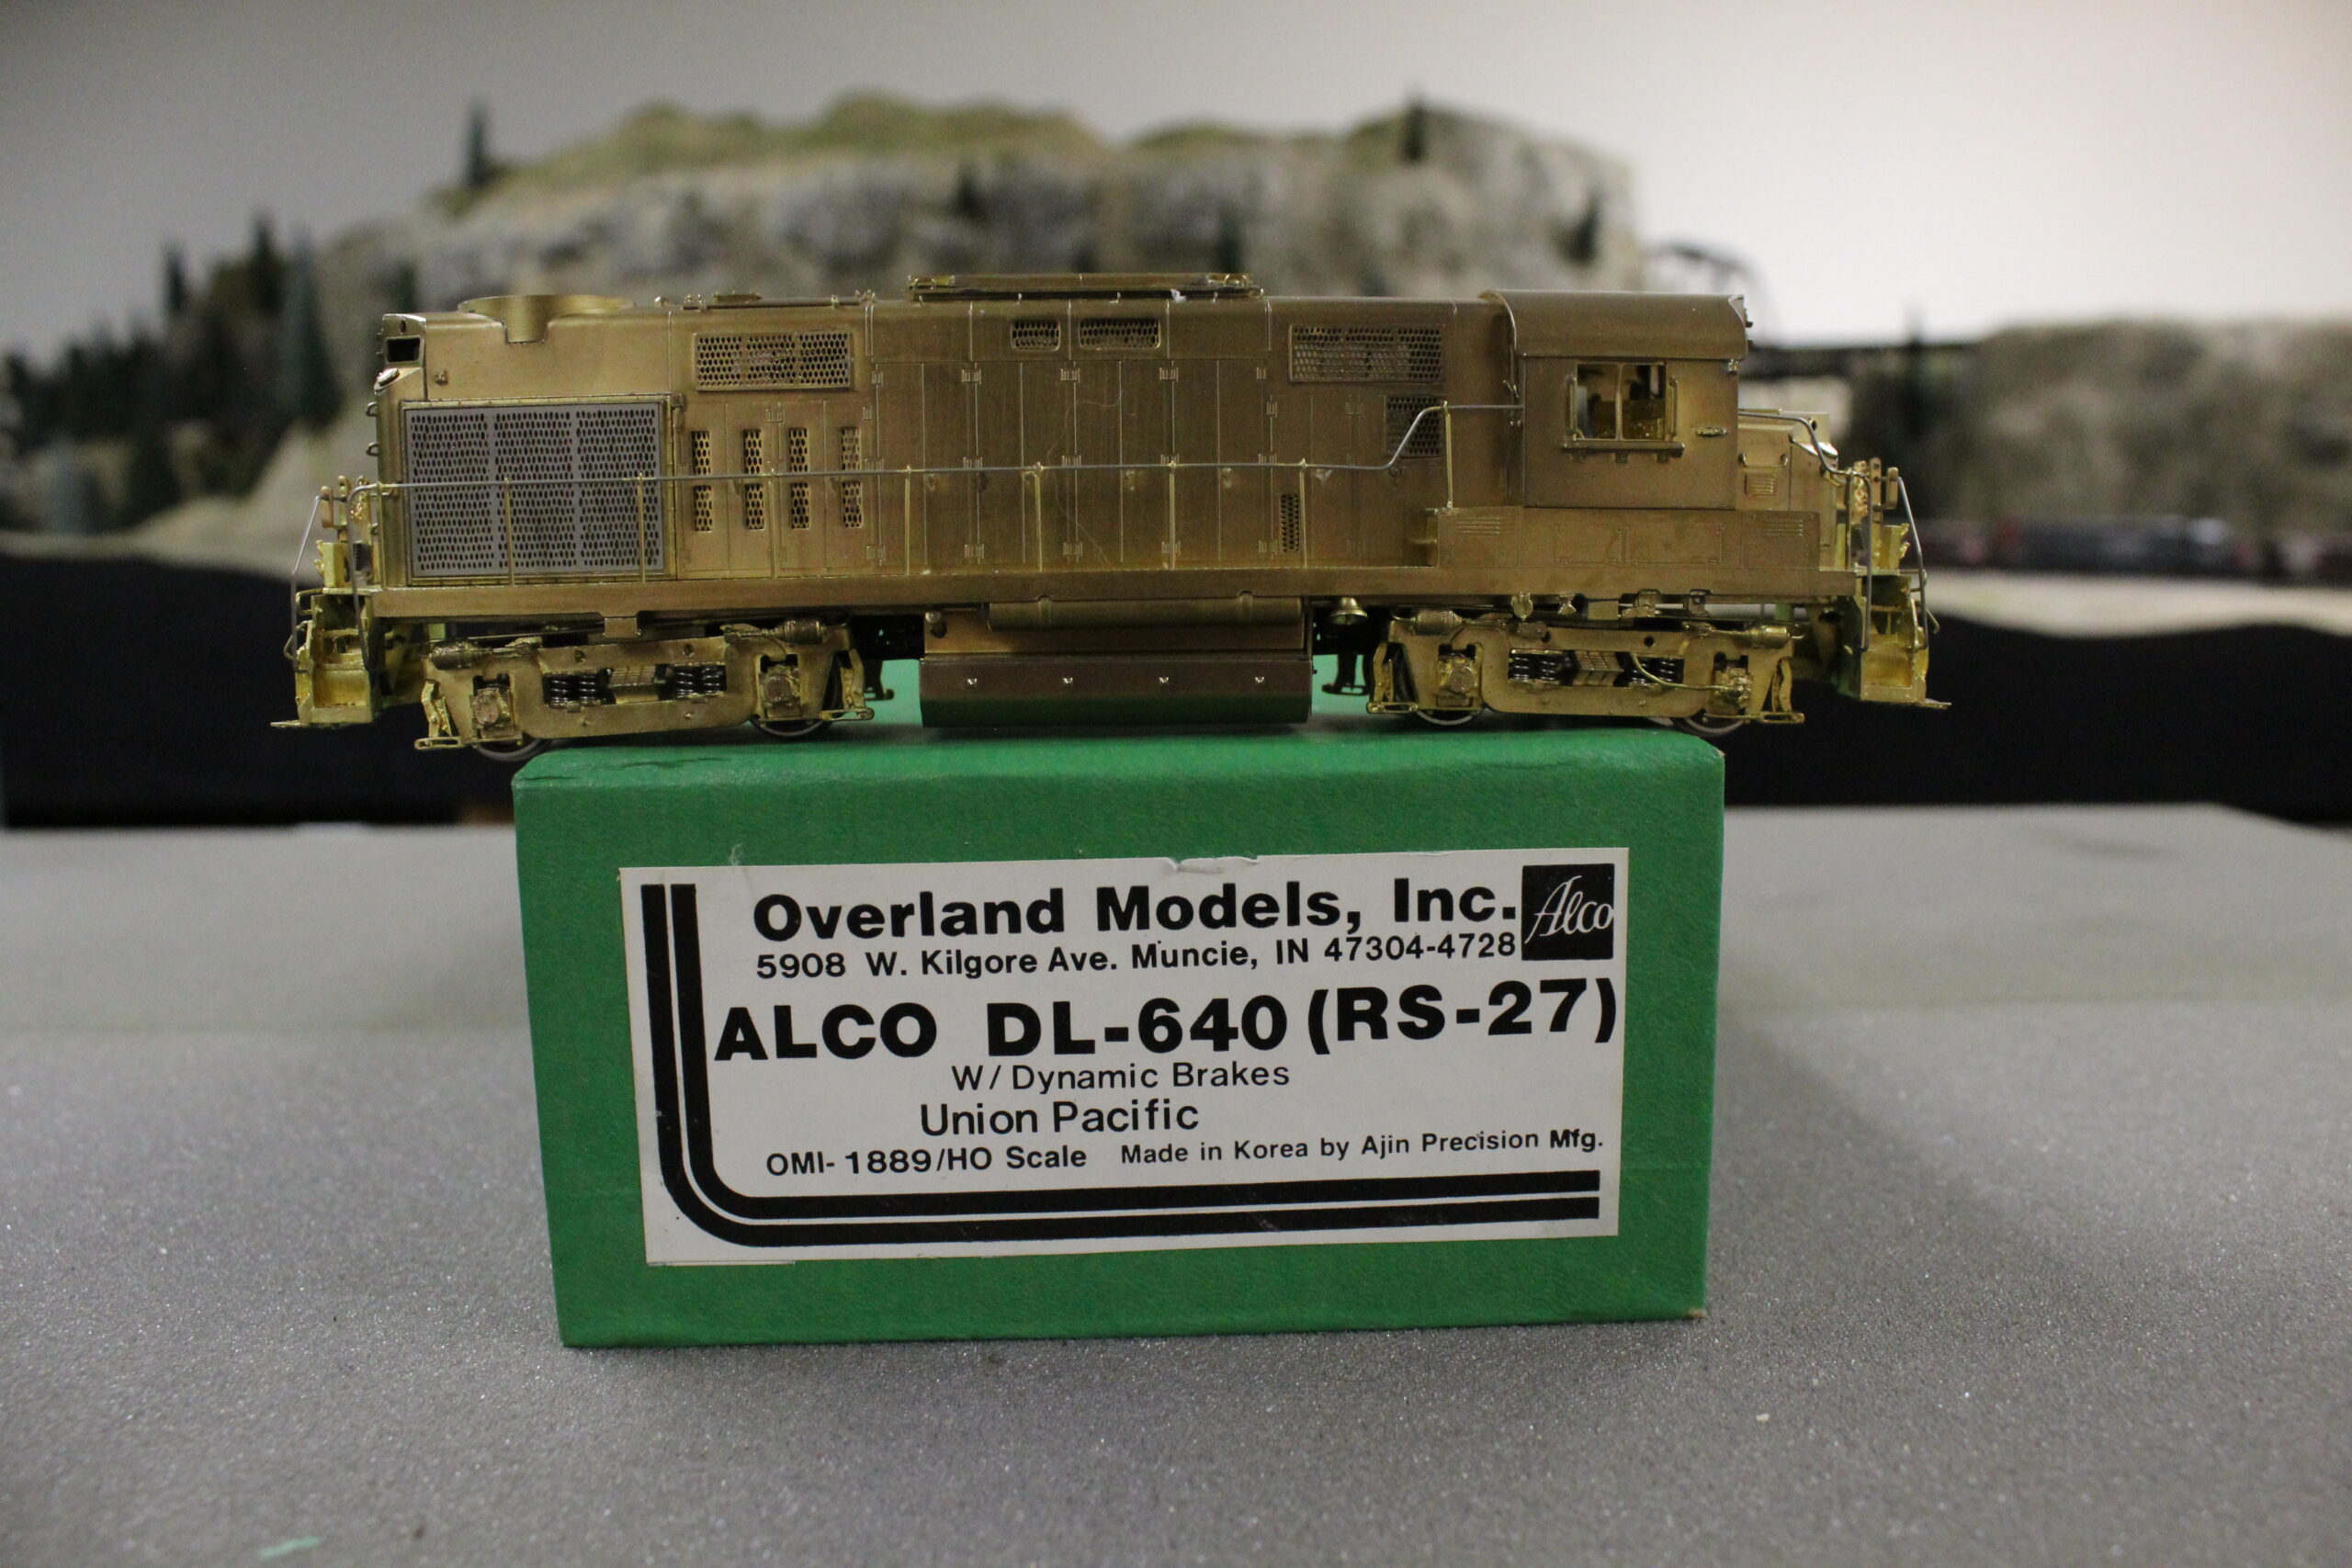 Overland Models, Inc.
Alco
5908 W. Kilgore Ave. Muncie, IN 47304-4728
ALCO DL-640 (RS-27)
W/ Dynamic Brakes
Union Pacific
OMI- 1889/HO Scale Made in Korea by Ajin Precision Mfg.